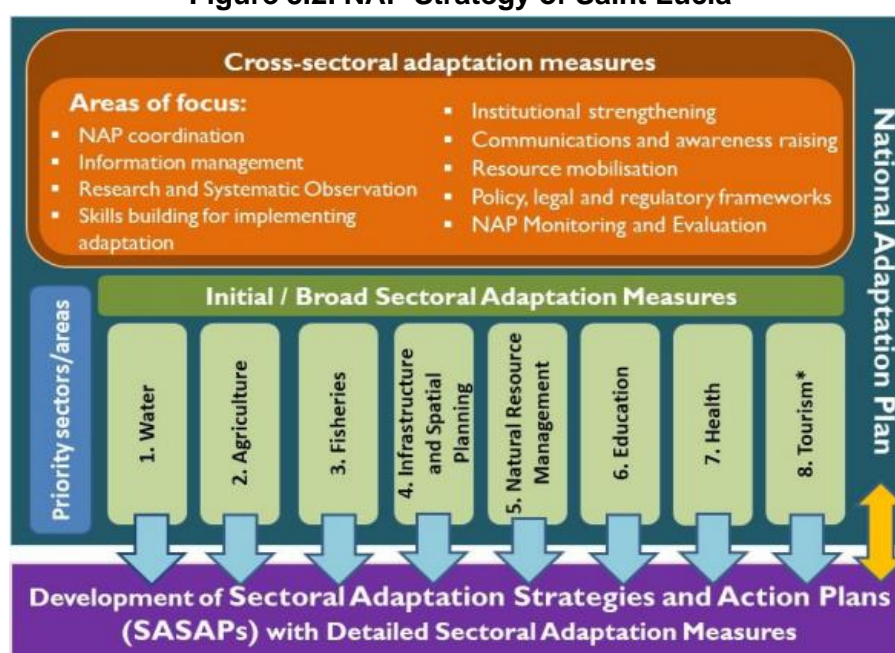 Figure 3.2. NAP Strategy of Saint Lucia
Cross-sectoral adaptation measures
Areas of focus:
▪ NAP coordination
▪ Information management
▪ Research and Systematic Observation
▪ Skills building for implementing
adaptation
▪ Institutional strengthening
▪ Communications and awareness raising
▪ Resource mobilisation
▪ Policy, legal and regulatory frameworks
▪ NAP Monitoring and Evaluation
National Adaptation Plan
Initial / Broad Sectoral Adaptation Measures
Priority sectors/areas
1. Water
2. Agriculture
3. Fisheries
4. Infrastructure
and Spatial
Planning
5. Natural Resource
Management
6. Education
7. Health
8. Tourism*
Development of Sectoral Adaptation Strategies and Action Plans
(SASAPs) with Detailed Sectoral Adaptation Measures